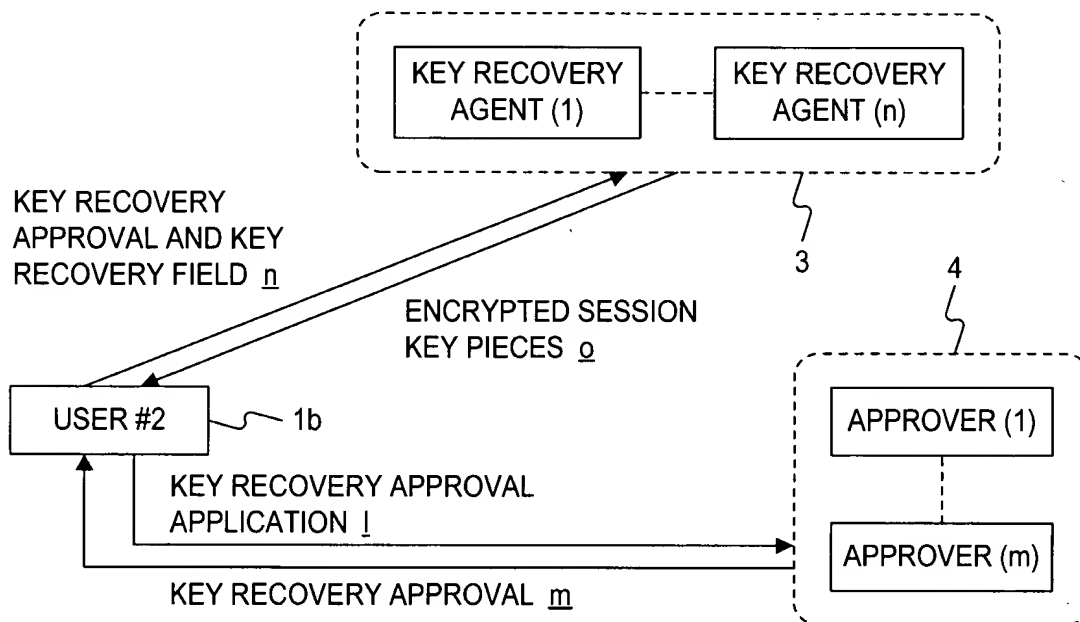 KEY RECOVERY
AGENT (1)
KEY RECOVERY
AGENT (n)
3
KEY RECOVERY
APPROVAL AND KEY
RECOVERY FIELD n
ENCRYPTED SESSION
KEY PIECES o
4
USER #2
1b
APPROVER (1)
APPROVER (m)
KEY RECOVERY APPROVAL
APPLICATION l
KEY RECOVERY APPROVAL m